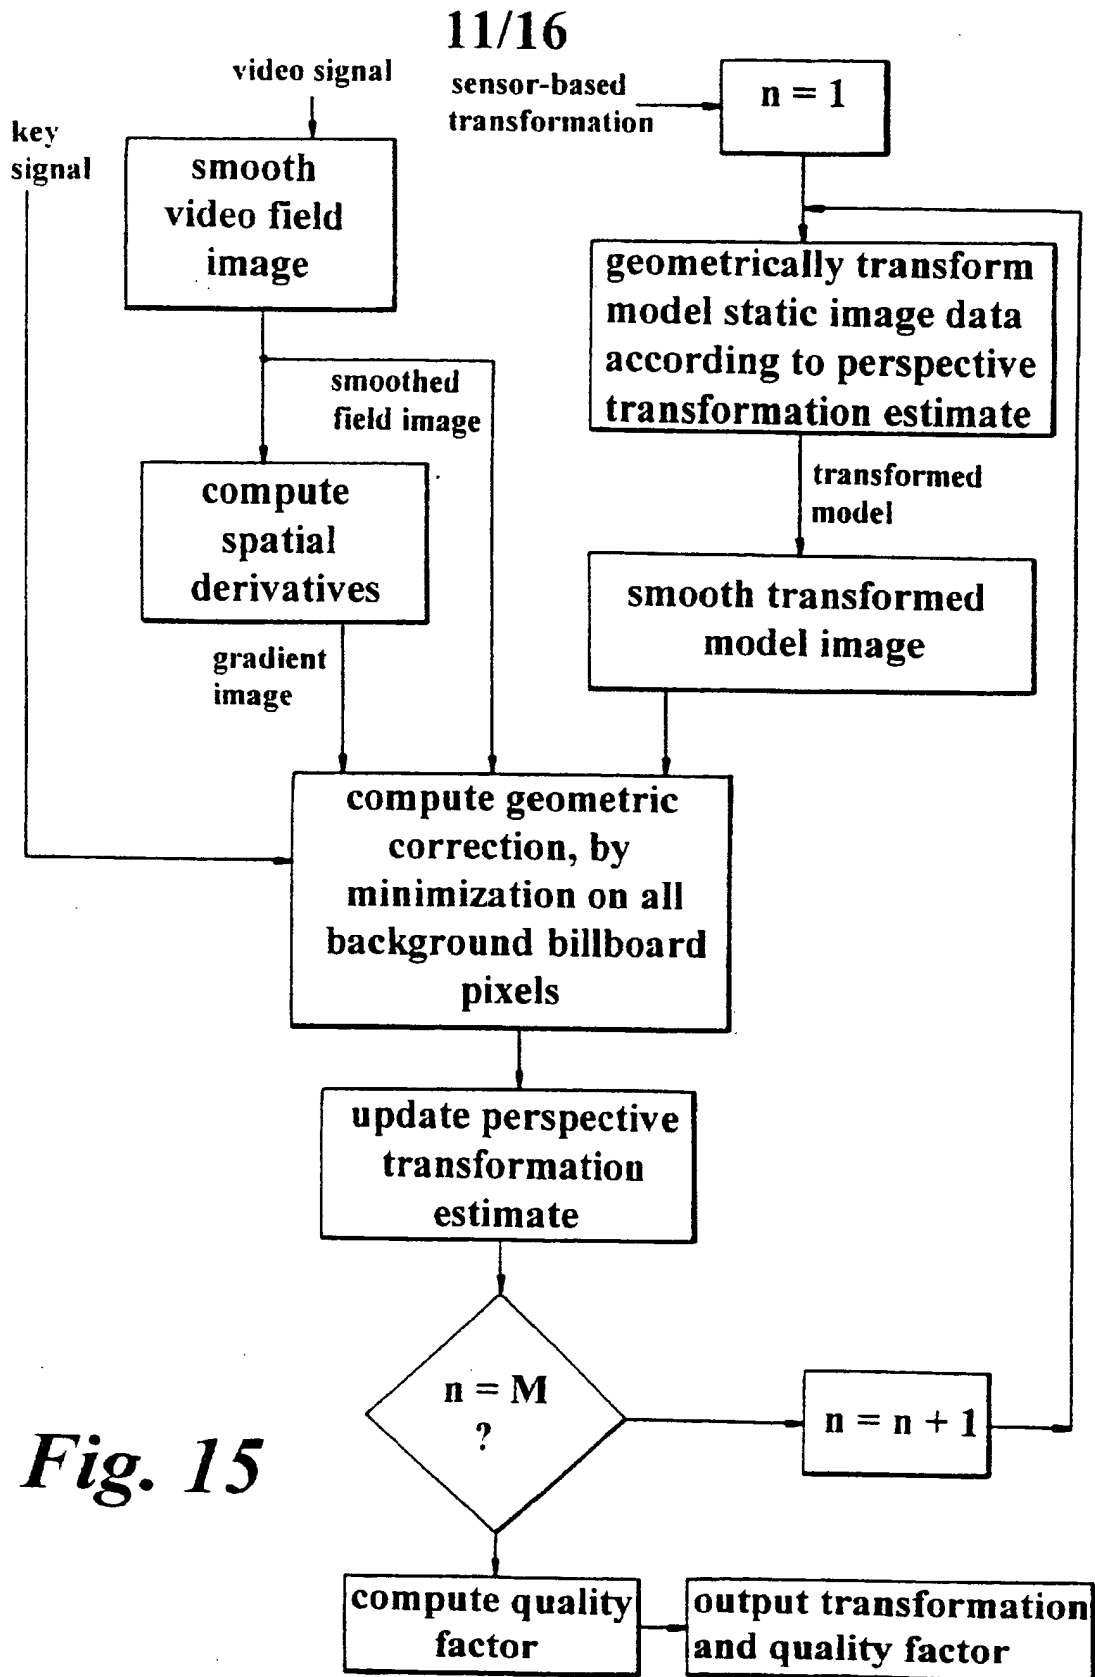 11/16
video signal
key
signal
smooth
video field
image
sensor-based
transformation
n = 1
geometrically transform
model static image data
according to perspective
transformation estimate
smoothed
field image
compute
spatial
derivatives
transformed
model
smooth transformed
model image
gradient
image
compute geometric
correction, by
minimization on all
background billboard
pixels
update perspective
transformation
estimate
n = M
?
n = n + 1
Fig. 15
compute quality
factor
output transformation
and quality factor